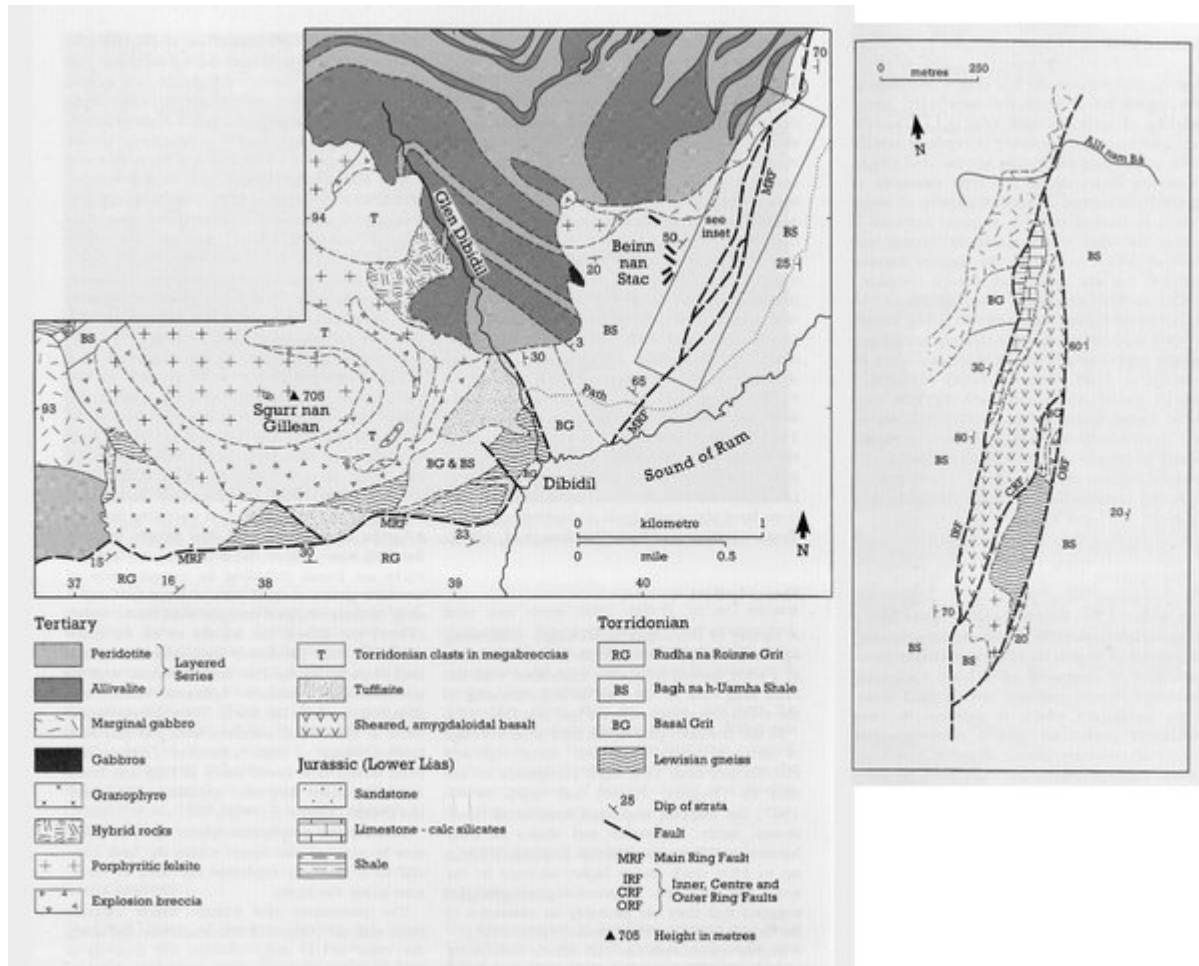 70
94
T
Glen Dibidil
Beinn
nan
Stac
50
20
see
inset
MRF
BS
25
BS
T
BS
3
30
65
Path
MRF
BG
93
705
Sgurr nan
Gillean
T
BG & BS
BG
Dibidil
Sound of Rum
MRF
23
30
MRF
RG
15
RG
16
37
38
39
40
0 kilometre 1
0 mile 0.5
N
Tertiary
Peridotite
Allivalite
Layered
Series
Marginal gabbro
Gabbros
Granophyre
Hybrid rocks
Porphyritic felsite
Explosion breccia
T Torridonian clasts in megabreccias
Tuffisite
Sheared, amygdaloidal basalt
Jurassic (Lower Lias)
Sandstone
Limestone - calc silicates
Shale
Torridonian
RG Rudha na Roinne Grit
BS Bagh na h-Uamha Shale
BG Basal Grit
Lewisian gneiss
25 Dip of strata
Fault
MRF Main Ring Fault
IRF
CRF
ORF
Inner, Centre and
Outer Ring Faults
705 Height in metres
0 metres 250
N
Allt nam Bà
BS
BG
30
60
80
BG
BS
CRF
ORF
20
IRF
BS
70
BS
20
BS